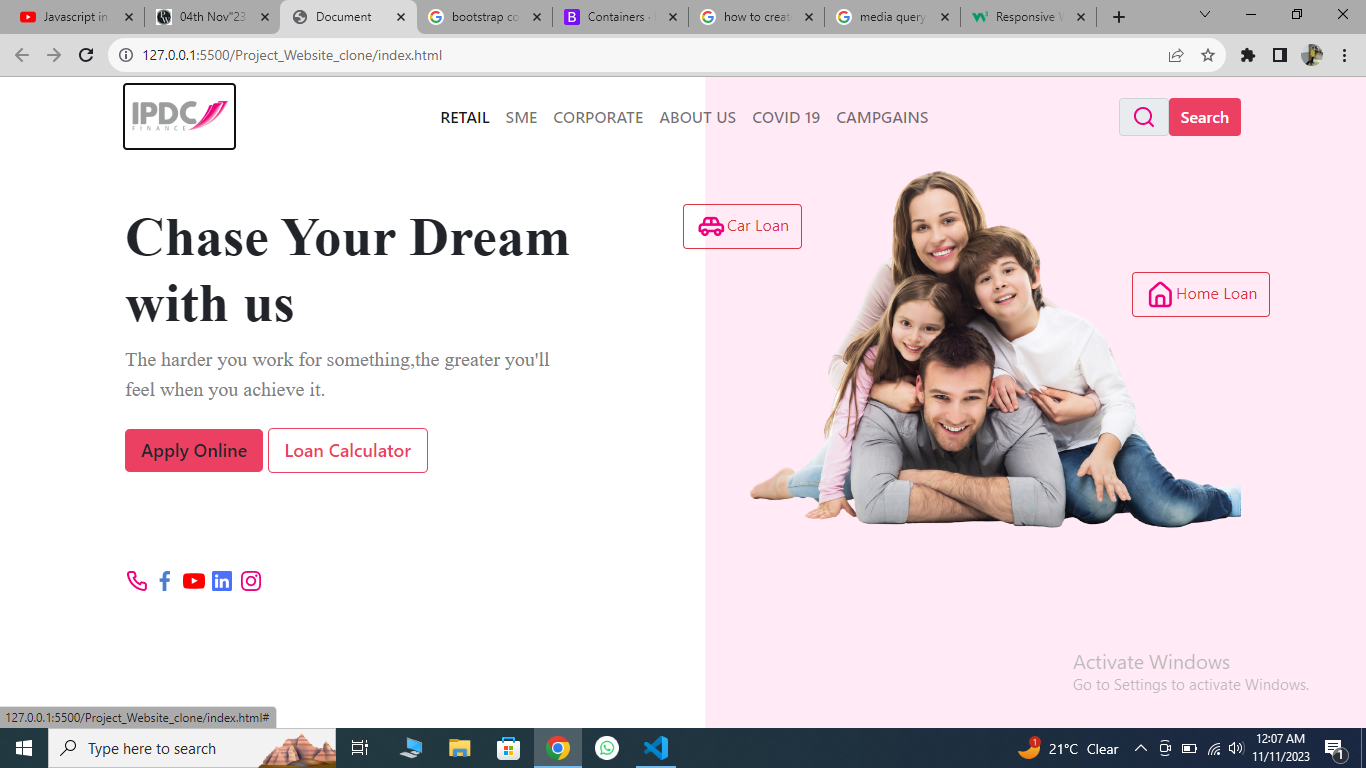 Javascript in
04th Nov"23
Document
bootstrap co
Containers ·
how to create
media query
Responsive
127.0.0.1:5500/Project_Website_clone/index.html
IPDC
FINANCE
RETAIL SME CORPORATE ABOUT US COVID 19 CAMPGAINS
Search
Chase Your Dream
with us
Car Loan
Home Loan
The harder you work for something,the greater you'll
feel when you achieve it.
Apply Online Loan Calculator
Activate Windows
Go to Settings to activate Windows.
127.0.0.1:5500/Project_Website_clone/index.html#
Type here to search
1
21°C Clear
12:07 AM
11/11/2023
1